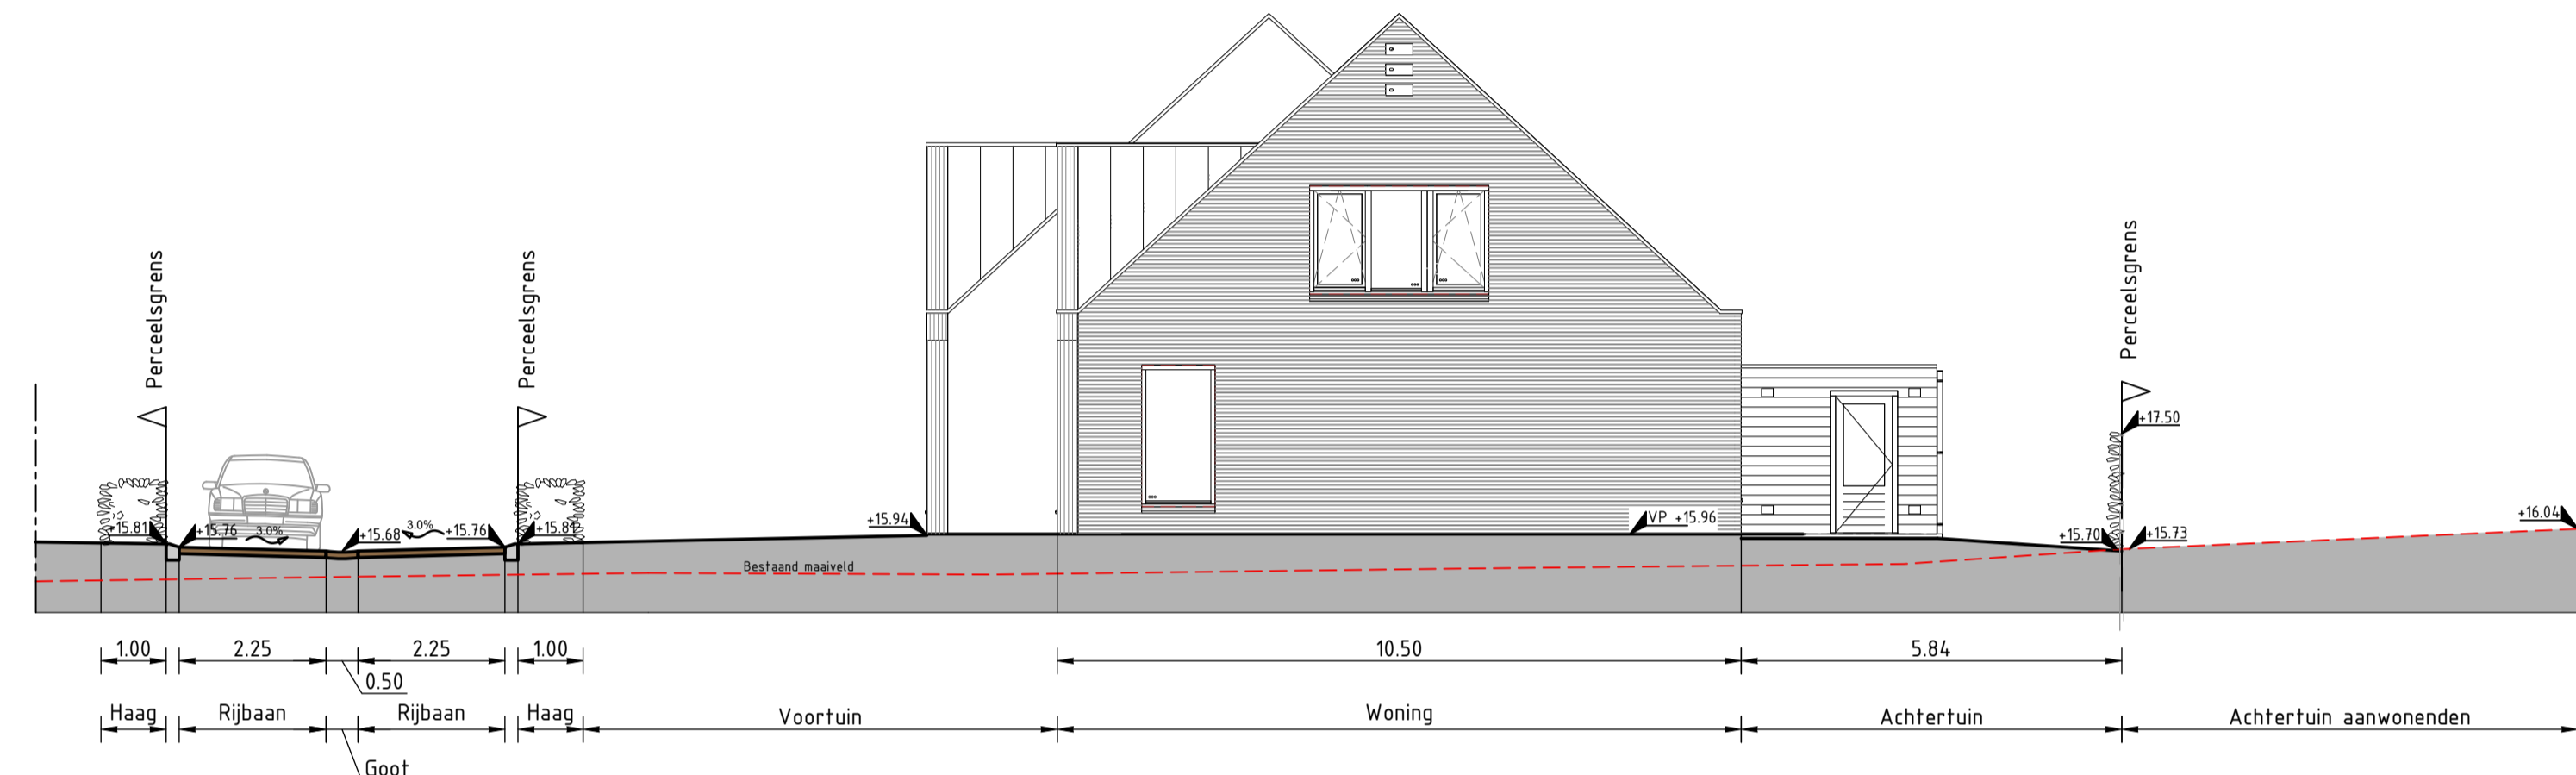 Perceelsgrens
Perceelsgrens
Perceelsgrens
+17.50
+15.81
+15.76
3.0%
+15.68
3.0%
+15.76
+15.81
+15.94
VP +15.96
+15.70
+15.73
+16.04
Bestaand maaiveld
1.00
2.25
2.25
1.00
10.50
5.84
0.50
Haag
Rijbaan
Rijbaan
Haag
Voortuin
Woning
Achtertuin
Achtertuin aanwonenden
Goot